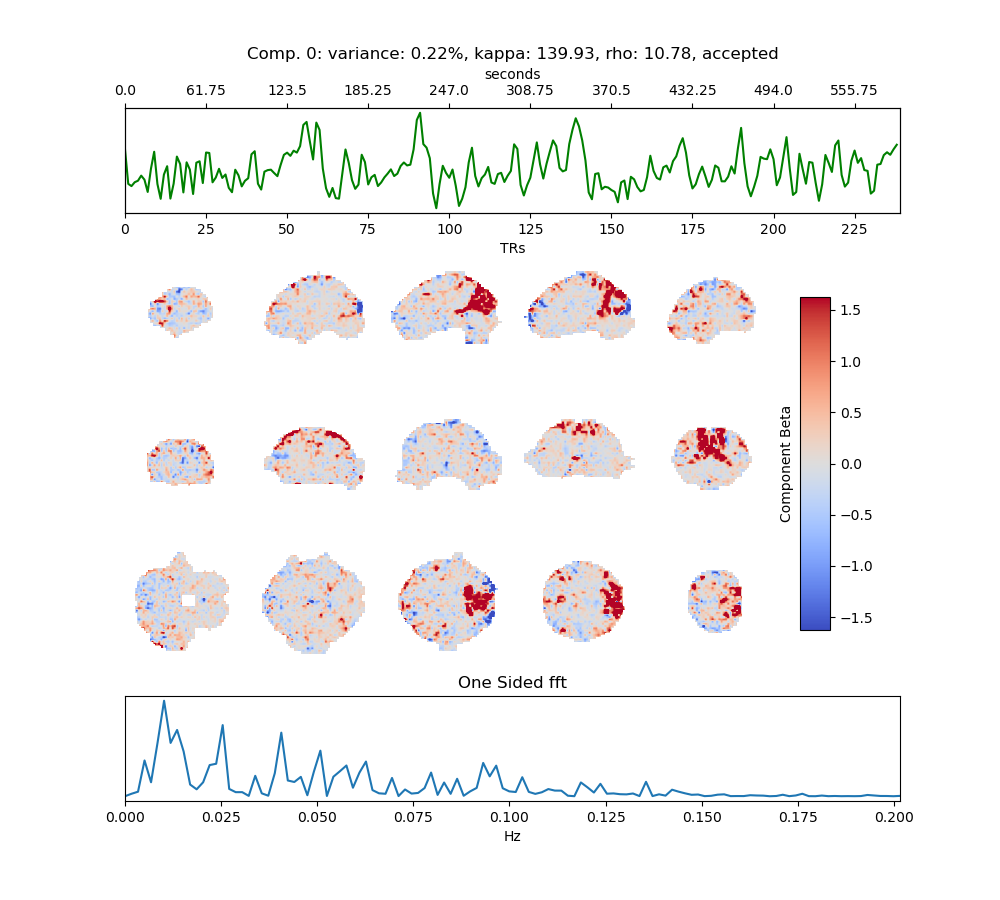 Comp. 0: variance: 0.22%, kappa: 139.93, rho: 10.78, accepted
seconds
0.0 61.75 123.5 185.25 247.0 308.75 370.5 432.25 494.0 555.75
0 25 50 75 100 125 150 175 200 225
TRs
1.5
1.0
0.5
0.0
−0.5
−1.0
−1.5
Component Beta
One Sided fft
0.000 0.025 0.050 0.075 0.100 0.125 0.150 0.175 0.200
Hz